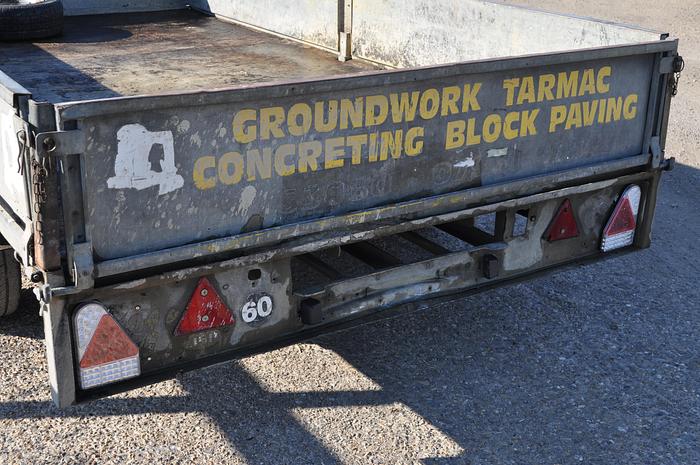 GROUNDWORK TARMAC
CONCRETING BLOCK PAVING
60